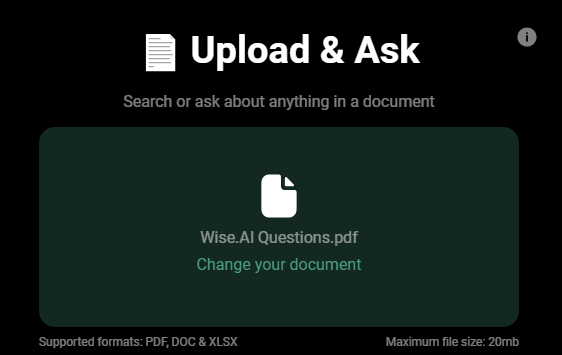 Upload & Ask
Search or ask about anything in a document
Wise.AI Questions.pdf
Change your document
Supported formats: PDF, DOC & XLSX
Maximum file size: 20mb